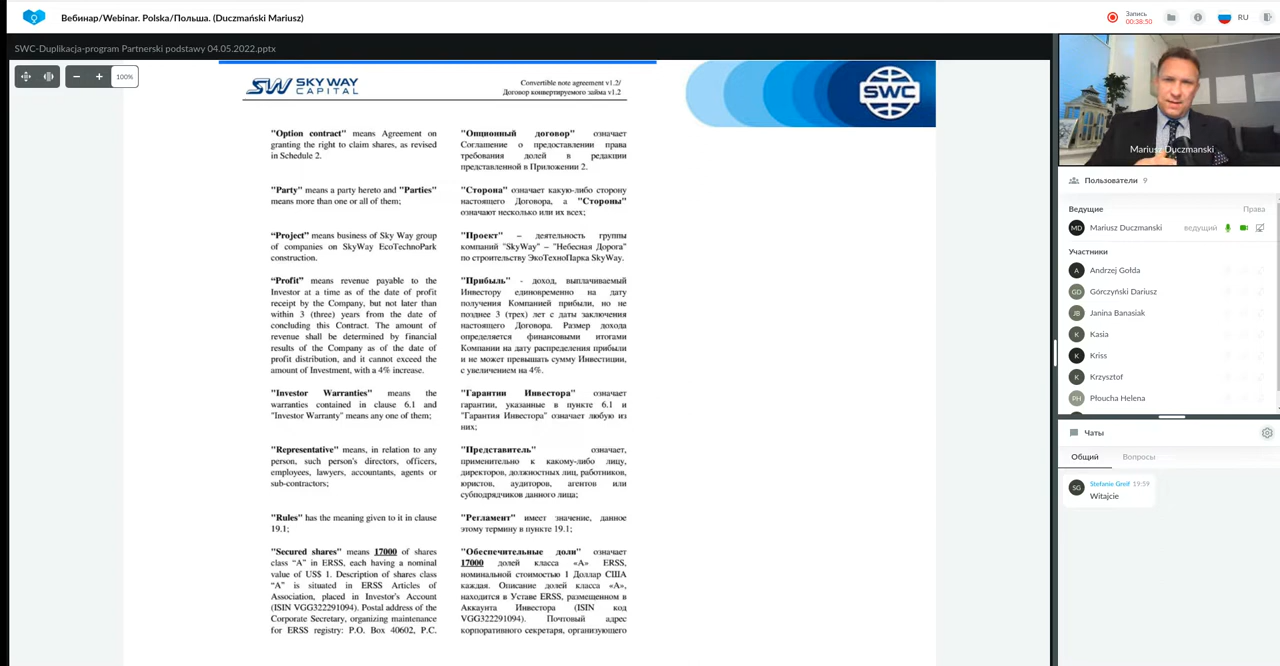 Вебинар/Webinar. Polska/Польша. (Duczmański Mariusz)
Запись
00:38:50
RU
SWC-Duplikacja-program Partnerski podstawy 04.05.2022.pptx
100%
SW SKY WAY
CAPITAL
Convertible note agreement v1.2/
Договор конвертируемого займа v1.2
SWC
"Option contract" means Agreement on
granting the right to claim shares, as revised
in Schedule 2.
"Опционный договор" означает
Соглашение о предоставлении права
требования долей в редакции
представленной в Приложении 2.
"Party" means a party hereto and "Parties"
means more than one or all of them;
"Сторона" означает какую-либо сторону
настоящего Договора, а "Стороны"
означают несколько или их всех;
"Project" means business of Sky Way group
of companies on SkyWay EcoTechnoPark
construction.
"Проект" – деятельность группы
компаний "SkyWay" – "Небесная Дорога"
по строительству ЭкоТехноПарка SkyWay.
“Profit” means revenue payable to the
Investor at a time as of the date of profit
receipt by the Company, but not later than
within 3 (three) years from the date of
concluding this Contract. The amount of
revenue shall be determined by financial
results of the Company as of the date of
profit distribution, and it cannot exceed the
amount of Investment, with a 4% increase.
"Прибыль" - доход, выплачиваемый
Инвестору единовременно на дату
получения Компанией прибыли, но не
позднее 3 (трех) лет с даты заключения
настоящего Договора. Размер дохода
определяется финансовыми итогами
Компании на дату распределения прибыли
и не может превышать сумму Инвестиции,
с увеличением на 4%.
"Investor Warranties" means the
warranties contained in clause 6.1 and
"Investor Warranty" means any one of them;
"Гарантии Инвестора" означает
гарантии, указанные в пункте 6.1 и
"Гарантия Инвестора" означает любую из
них;
"Representative" means, in relation to any
person, such person's directors, officers,
employees, lawyers, accountants, agents or
sub-contractors;
"Представитель" означает,
применительно к какому-либо лицу,
директоров, должностных лиц, работников,
юристов, аудиторов, агентов или
субподрядчиков данного лица;
"Rules" has the meaning given to it in clause
19.1;
"Регламент" имеет значение, данное
этому термину в пункте 19.1;
"Secured shares" means 17000 of shares
class “A” in ERSS, each having a nominal
value of US$ 1. Description of shares class
“A” is situated in ERSS Articles of
Association, placed in Investor's Account
(ISIN VGG322291094). Postal address of the
Corporate Secretary, organizing maintenance
for ERSS registry: P.O. Box 40602, P.C.
"Обеспечительные доли" означает
17000 долей класса «А» ERSS,
номинальной стоимостью 1 Доллар США
каждая. Описание долей класса «А»,
находится в Уставе ERSS, размещенном в
Аккаунта Инвестора (ISIN код
VGG322291094). Почтовый адрес
корпоративного секретаря, организующего
Mariusz Duczmanski
Пользователи 9
Ведущие Права
MD Mariusz Duczmanski ведущий
Участники
A Andrzej Gołda
GD Górczyński Dariusz
JB Janina Banasiak
K Kasia
K Kriss
K Krzysztof
PH Płoucha Helena
Чаты
Общий Вопросы
SG Stefanie Greif 19:59
Witajcie